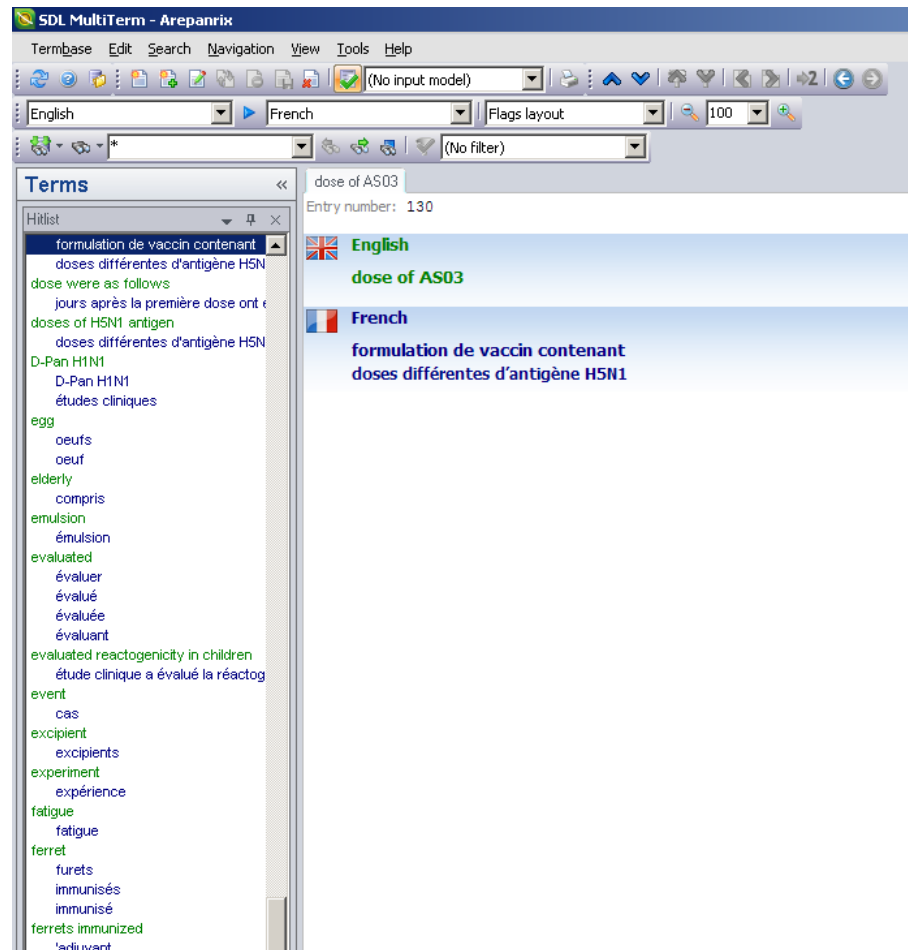 SDL MultiTerm - Arepanrix
Termbase Edit Search Navigation View Tools Help
(No input model)
2
English
French
Flags layout
100
*
(No filter)
Terms
«
Hitlist
formulation de vaccin contenant
doses différentes d'antigène H5N
dose were as follows
jours après la première dose ont
doses of H5N1 antigen
doses différentes d'antigène H5N
D-Pan H1N1
D-Pan H1N1
études cliniques
egg
oeufs
oeuf
elderly
compris
emulsion
émulsion
evaluated
évaluer
évalué
évaluée
évaluant
evaluated reactogenicity in children
étude clinique a évalué la réactog
event
cas
excipient
excipients
experiment
expérience
fatigue
fatigue
ferret
furets
immunisés
immunisé
ferrets immunized
'adjuvant
dose of AS03
Entry number: 130
English
dose of AS03
French
formulation de vaccin contenant
doses différentes d'antigène H5N1